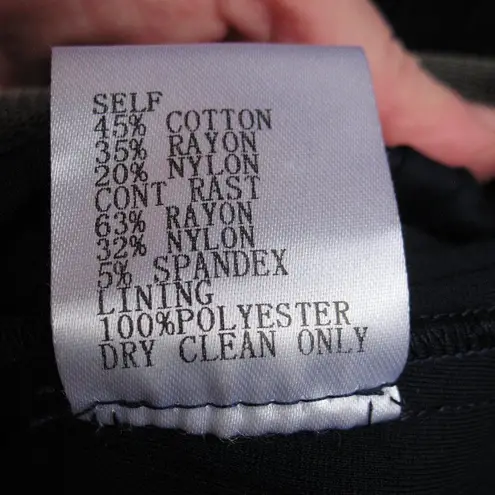 SELF
45% COTTON
35% RAYON
20% NYLON
CONT RAST
63% RAYON
32% NYLON
5% SPANDEX
LINING
100%POLYESTER
DRY CLEAN ONLY